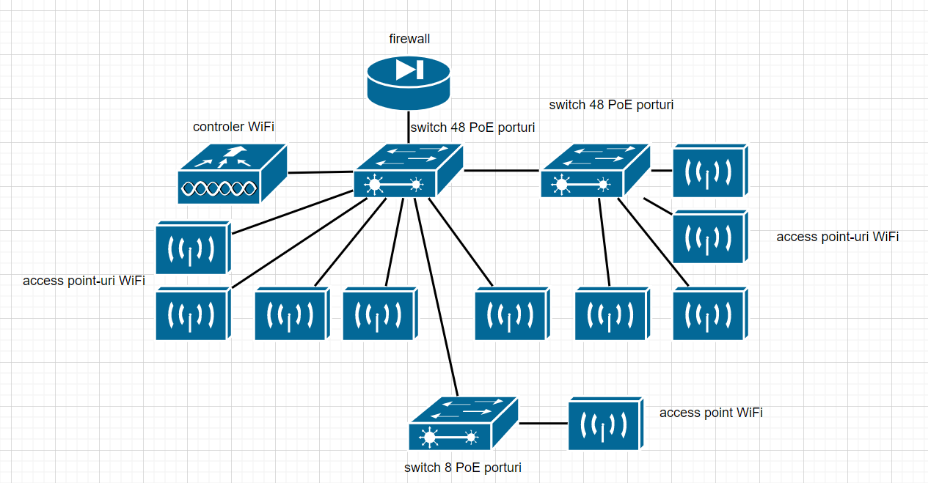 firewall
switch 48 PoE porturi
controler WiFi
switch 48 PoE porturi
access point-uri WiFi
access point-uri WiFi
access point WiFi
switch 8 PoE porturi